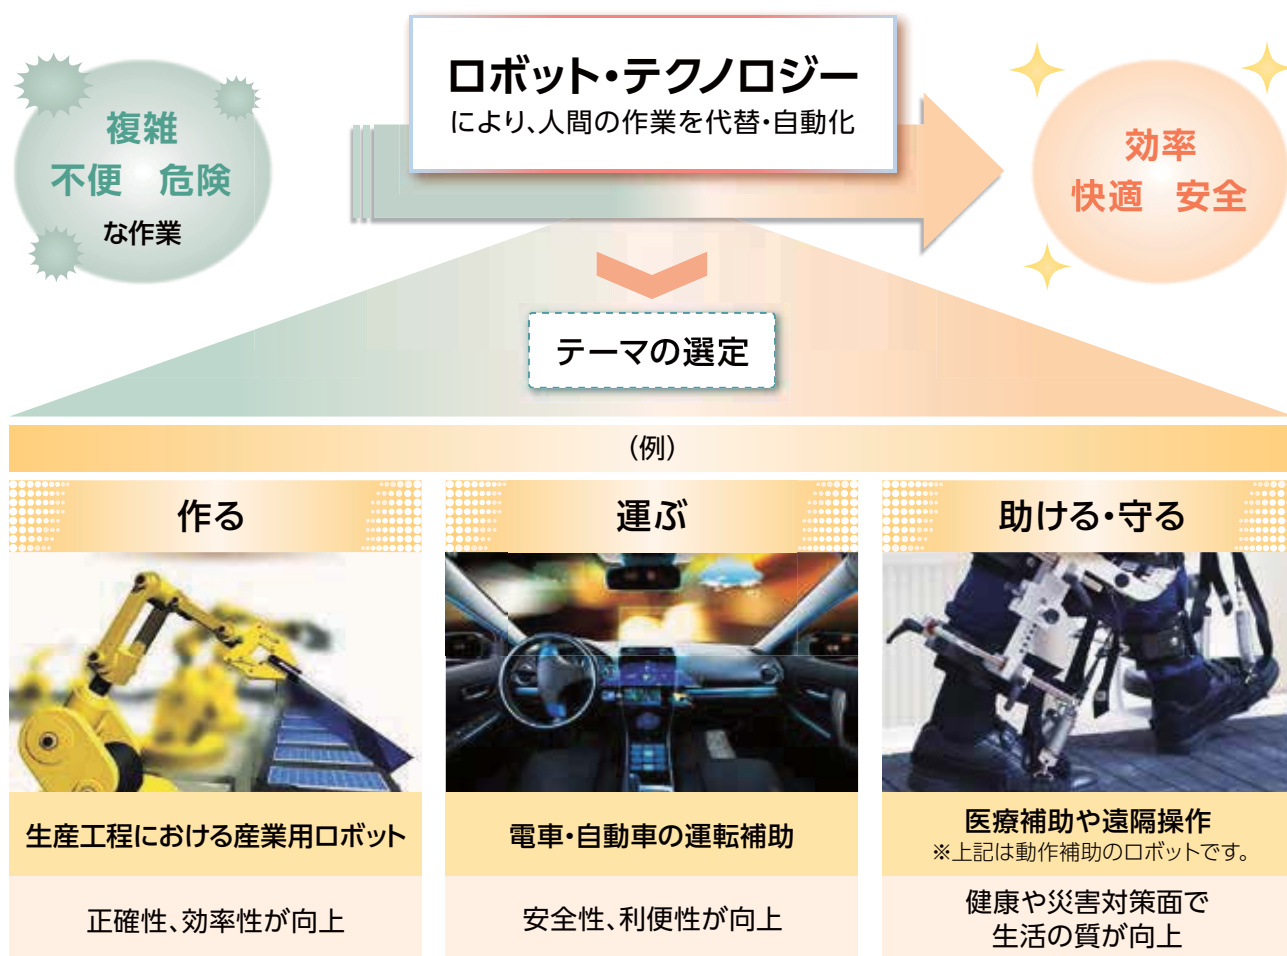 ロボット・テクノロジー
により、人間の作業を代替・自動化
複雑
不便 危険
な作業
効率
快適 安全
テーマの選定
(例)
作る
運ぶ
助ける・守る
生産工程における産業用ロボット
電車・自動車の運転補助
医療補助や遠隔操作
※上記は動作補助のロボットです。
正確性、効率性が向上
安全性、利便性が向上
健康や災害対策面で
生活の質が向上